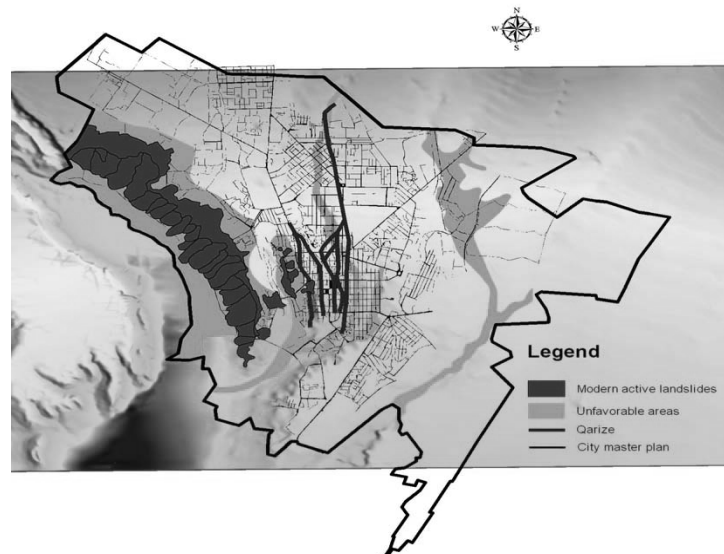 N
W E
S
Legend
Modern active landslides
Unfavorable areas
Qarize
City master plan